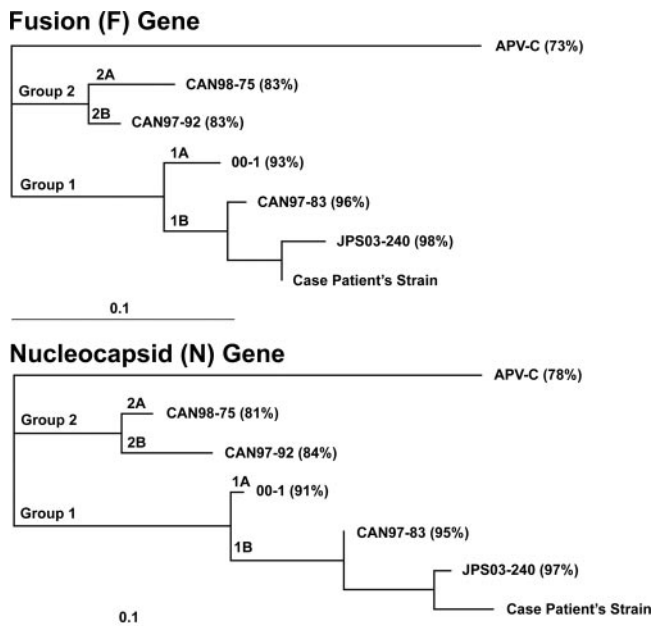 Fusion (F) Gene
APV-C (73%)
2A
CAN98-75 (83%)
Group 2
2B
CAN97-92 (83%)
1A
00-1 (93%)
Group 1
CAN97-83 (96%)
1B
JPS03-240 (98%)
Case Patient's Strain
0.1
Nucleocapsid (N) Gene
APV-C (78%)
2A
CAN98-75 (81%)
Group 2
2B
CAN97-92 (84%)
1A
00-1 (91%)
Group 1
CAN97-83 (95%)
1B
JPS03-240 (97%)
Case Patient's Strain
0.1